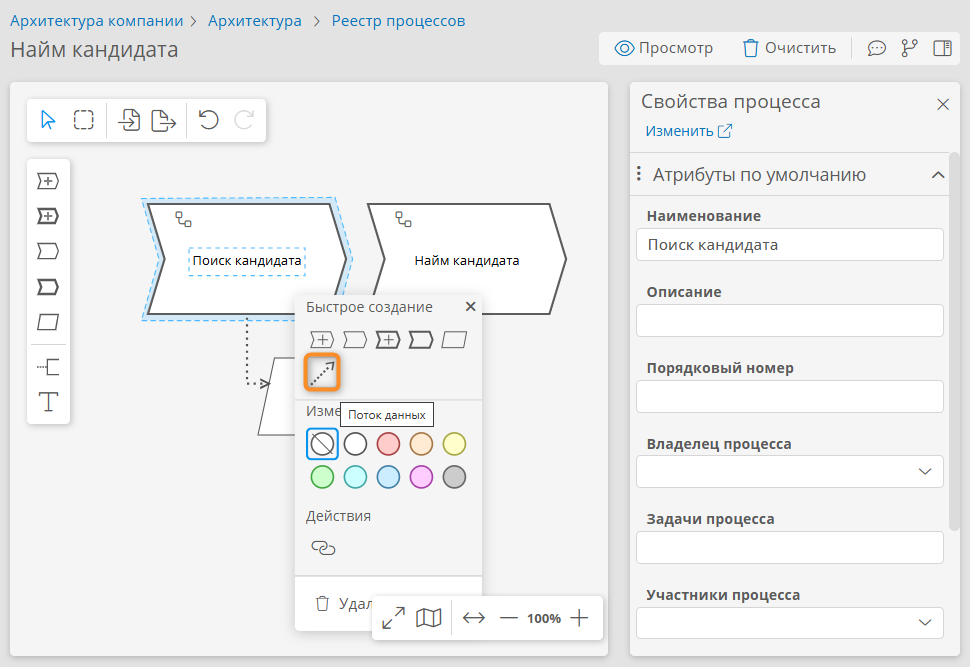 Архитектура компании > Архитектура > Реестр процессов
Найм кандидата
Просмотр
Очистить
Поиск кандидата
Найм кандидата
Быстрое создание
Поток данных
Изме
Действия
Удал
100%
Свойства процесса
Изменить
Атрибуты по умолчанию
Наименование
Поиск кандидата
Описание
Порядковый номер
Владелец процесса
Задачи процесса
Участники процесса